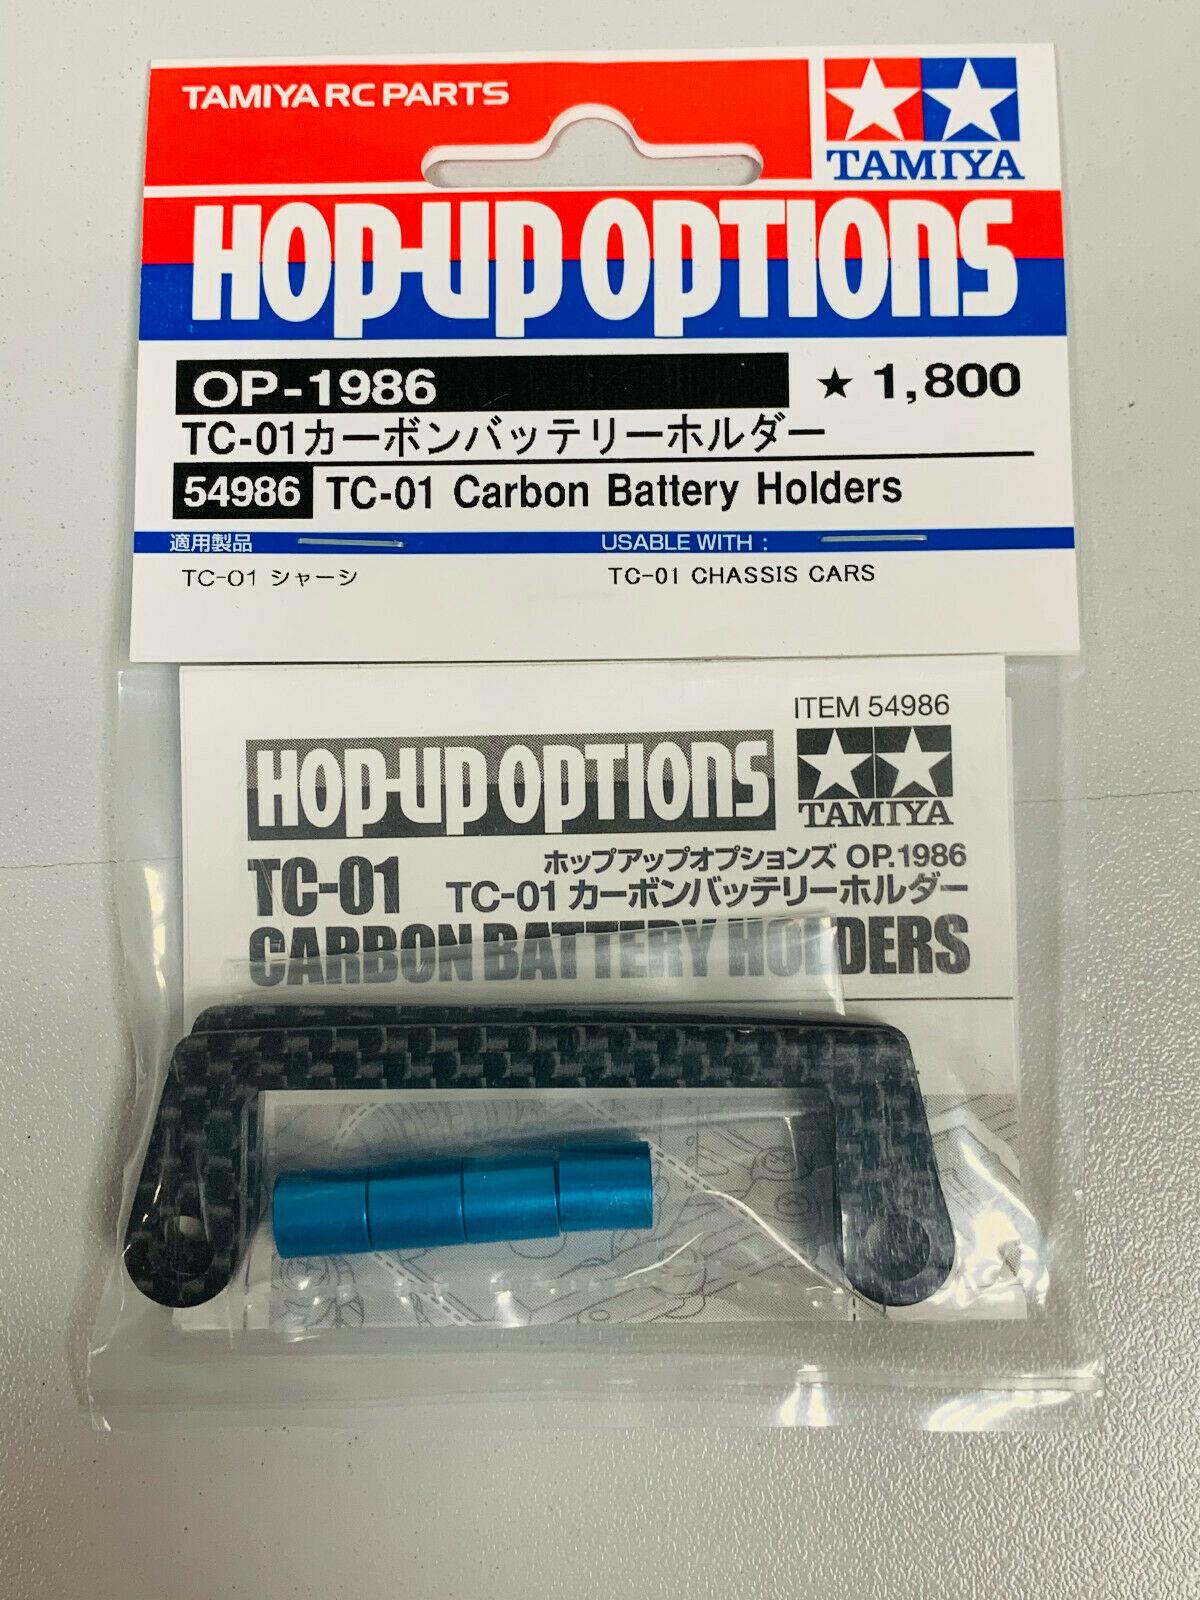 TAMIYA RC PARTS
TAMIYA
HOP-UP OPTIONS
OP-1986
★ 1,800
TC-01カーボンバッテリーホルダー
54986 TC-01 Carbon Battery Holders
適用製品 USABLE WITH :
TC-01 シャーシ TC-01 CHASSIS CARS
ITEM 54986
HOP-UP OPTIONS
TAMIYA
TC-01
ホップアップオプションズ OP.1986
TC-01 カーボンバッテリーホルダー
CARBON BATTERY HOLDERS